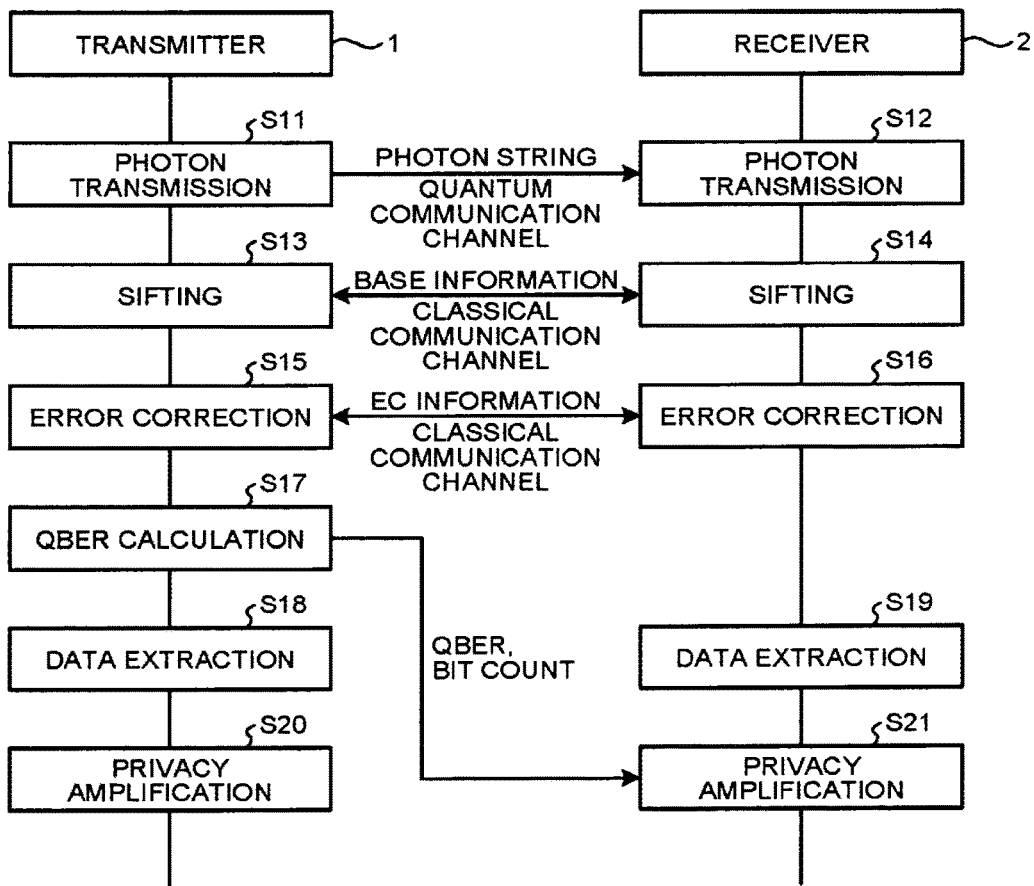 TRANSMITTER
1
RECEIVER
2
S11
S12
PHOTON
TRANSMISSION
PHOTON STRING
QUANTUM
COMMUNICATION
CHANNEL
PHOTON
TRANSMISSION
S13
S14
SIFTING
BASE INFORMATION
CLASSICAL
COMMUNICATION
CHANNEL
SIFTING
S15
S16
ERROR CORRECTION
EC INFORMATION
CLASSICAL
COMMUNICATION
CHANNEL
ERROR CORRECTION
S17
QBER CALCULATION
S18
S19
DATA EXTRACTION
QBER,
BIT COUNT
DATA EXTRACTION
S20
S21
PRIVACY
AMPLIFICATION
PRIVACY
AMPLIFICATION